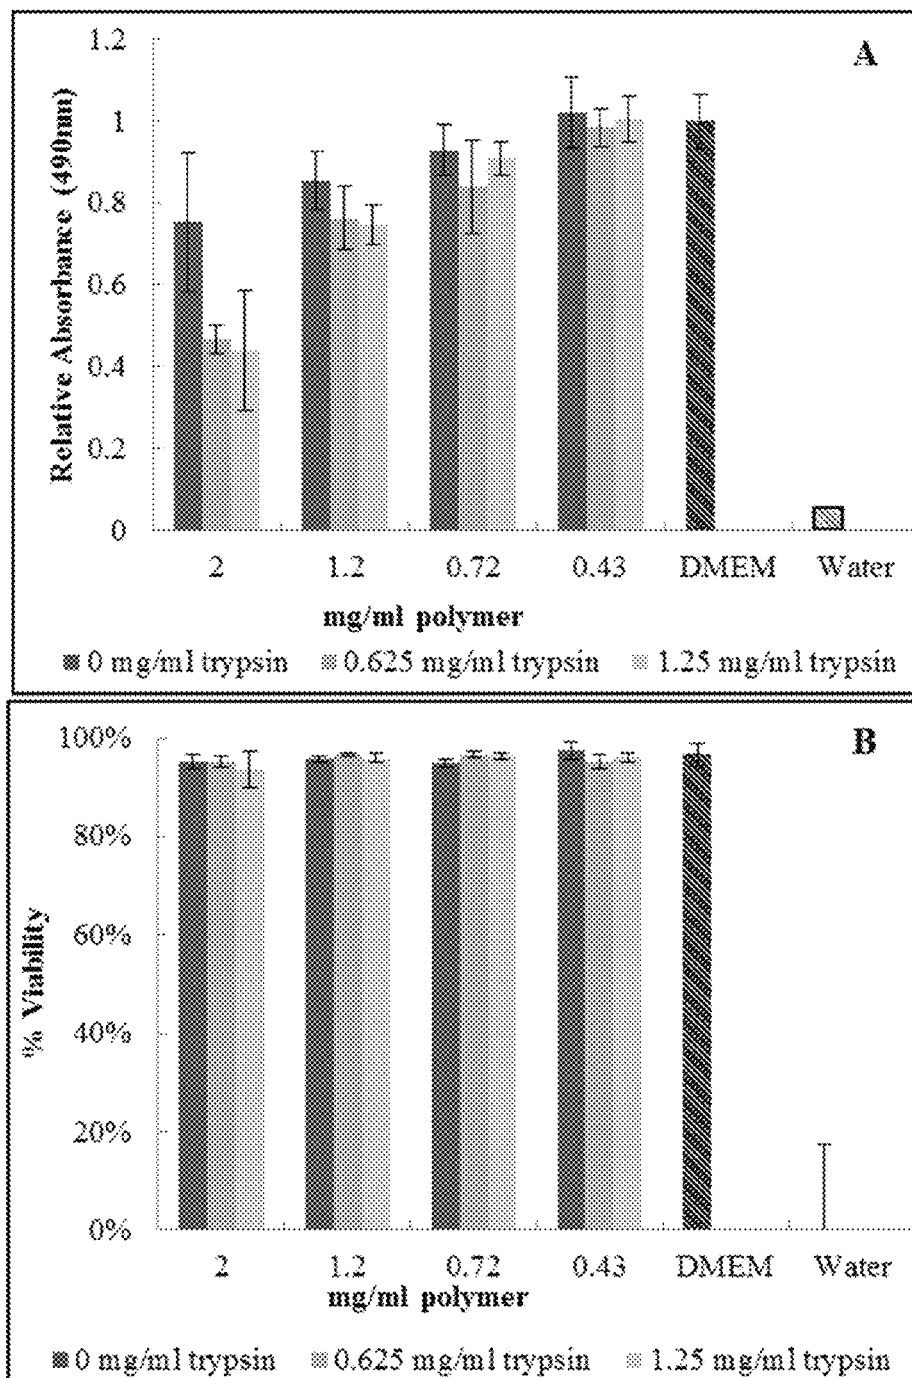 A
Relative Absorbance (490nm)
1.2
1
0.8
0.6
0.4
0.2
0
2 1.2 0.72 0.43 DMEM Water
mg/ml polymer
0 mg/ml trypsin 0.625 mg/ml trypsin 1.25 mg/ml trypsin
B
% Viability
100%
80%
60%
40%
20%
0%
2 1.2 0.72 0.43 DMEM Water
mg/ml polymer
0 mg/ml trypsin 0.625 mg/ml trypsin 1.25 mg/ml trypsin